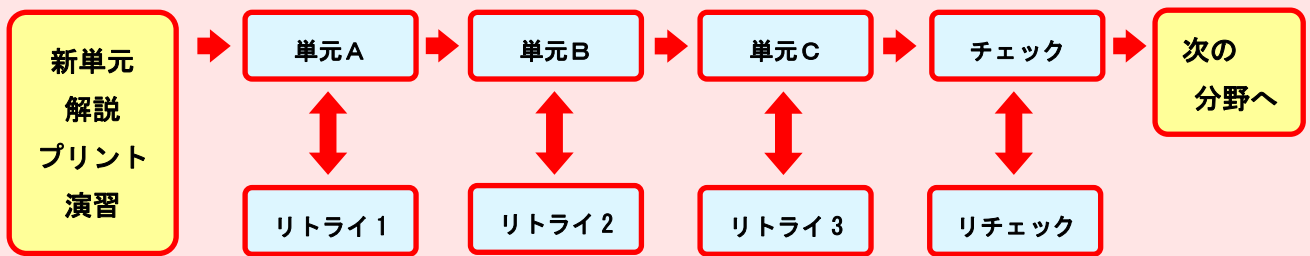 新単元
解説
プリント
演習
単元A
単元B
単元C
チェック
次の
分野へ
リトライ1
リトライ2
リトライ3
リチェック